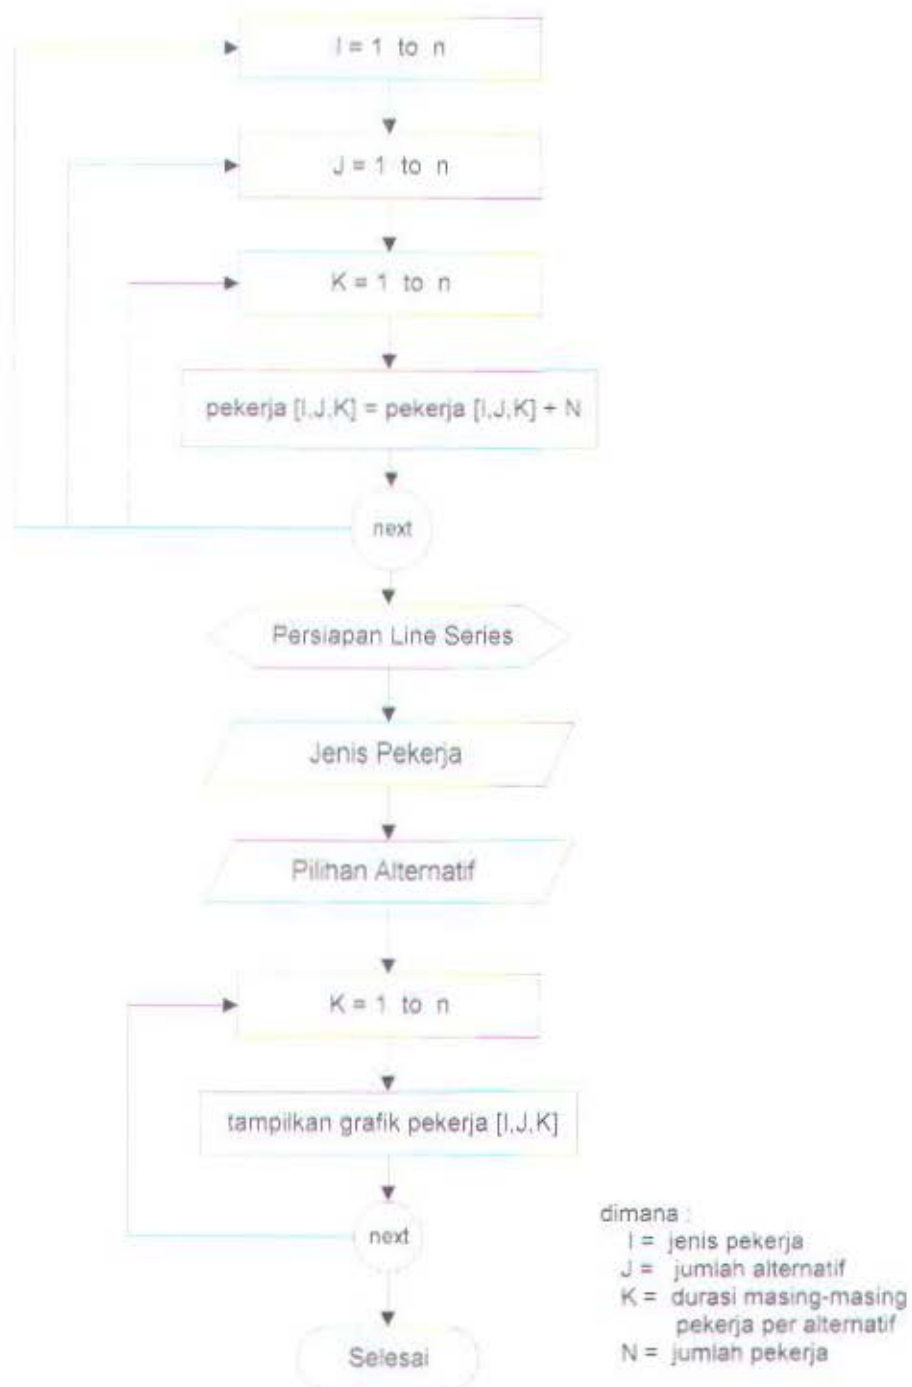 I = 1 to n
J = 1 to n
K = 1 to n
pekerja [I,J,K] = pekerja [I,J,K] + N
next
Persiapan Line Series
Jenis Pekerja
Pilihan Alternatif
K = 1 to n
tampilkan grafik pekerja [I,J,K]
next
Selesai
dimana :
I = jenis pekerja
J = jumlah alternatif
K = durasi masing-masing
pekerja per alternatif
N = jumlah pekerja